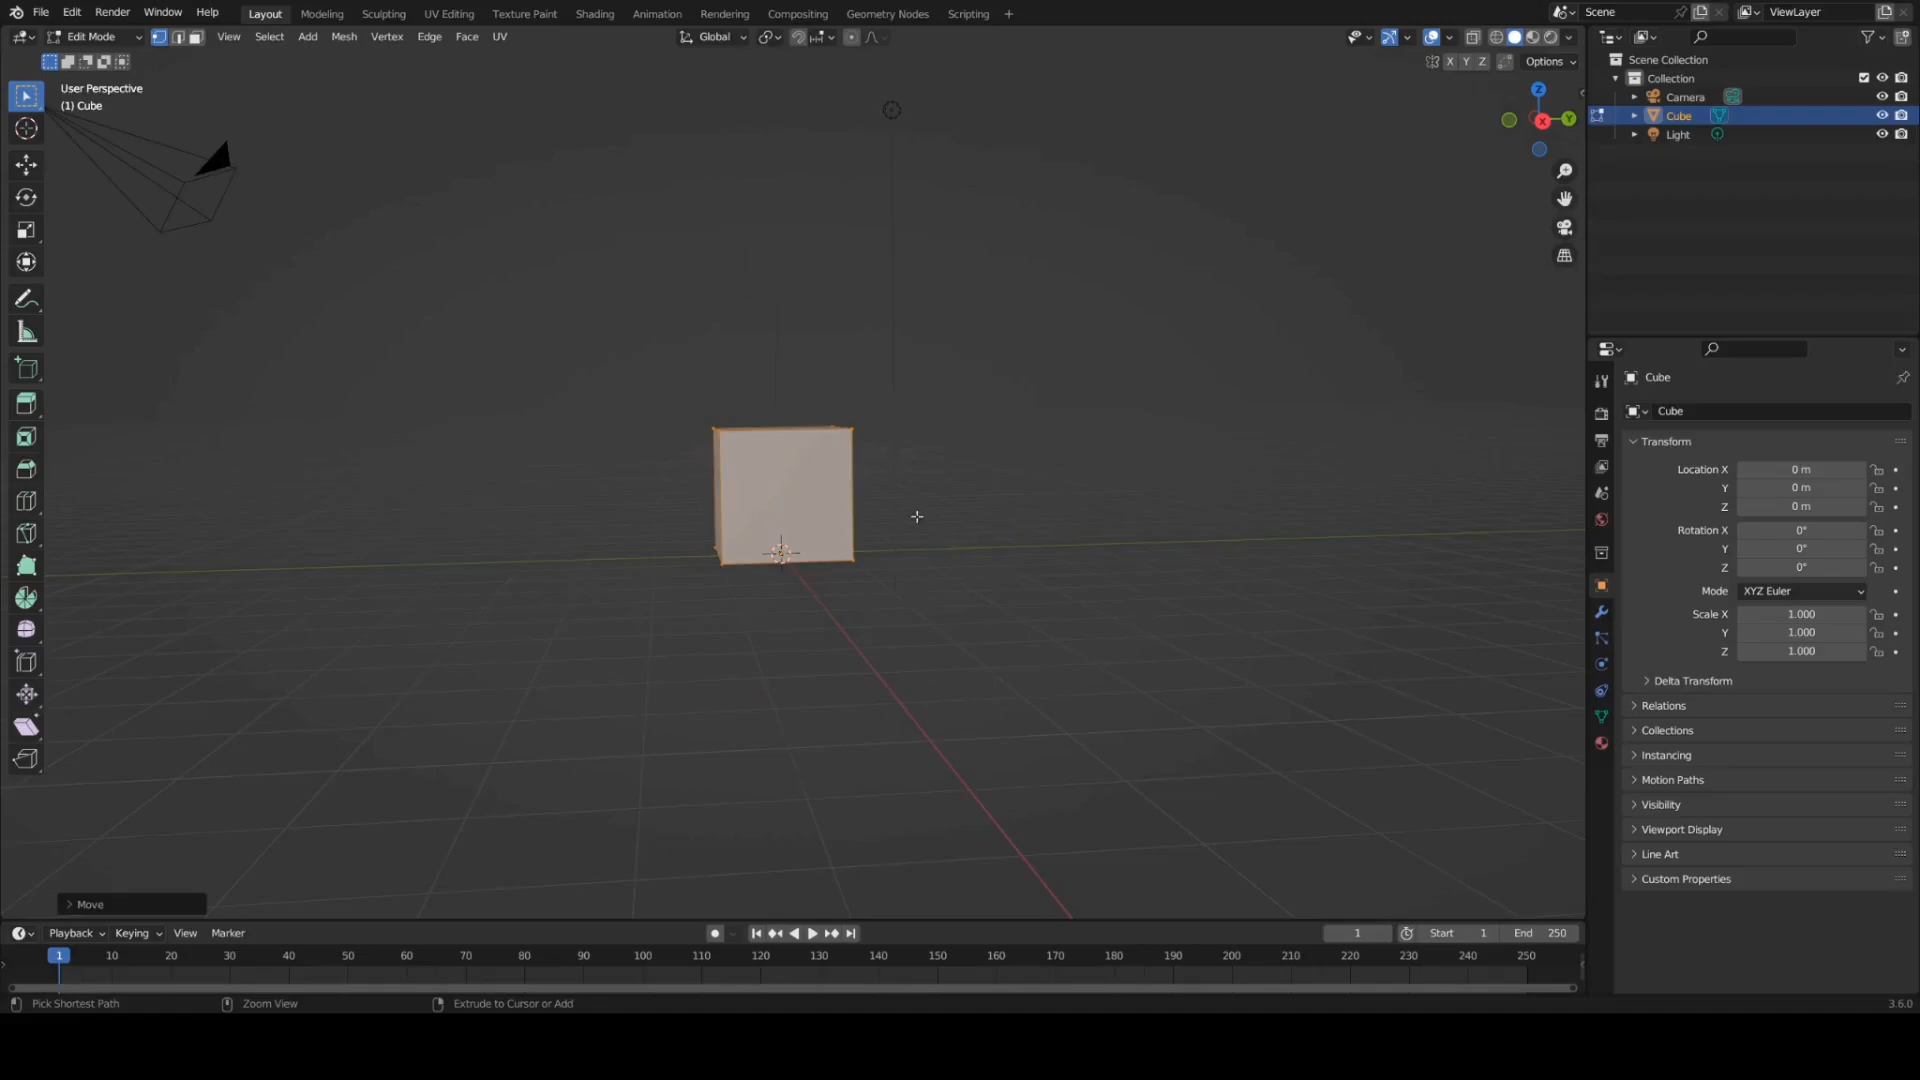 File Edit Render Window Help Layout Modeling Sculpting UV Editing Texture Paint Shading Animation Rendering Compositing Geometry Nodes Scripting + Scene ViewLayer
Edit Mode View Select Add Mesh Vertex Edge Face UV Global
X Y Z Options
User Perspective
(1) Cube
Z
Y
X
Scene Collection
Collection
Camera
Cube
Light
Cube
Cube
Transform
Location X 0 m
Y 0 m
Z 0 m
Rotation X 0°
Y 0°
Z 0°
Mode XYZ Euler
Scale X 1.000
Y 1.000
Z 1.000
Delta Transform
Relations
Collections
Instancing
Motion Paths
Visibility
Viewport Display
Line Art
Custom Properties
Move
Playback Keying View Marker 1 Start 1 End 250
1 10 20 30 40 50 60 70 80 90 100 110 120 130 140 150 160 170 180 190 200 210 220 230 240 250
Pick Shortest Path Zoom View Extrude to Cursor or Add 3.6.0